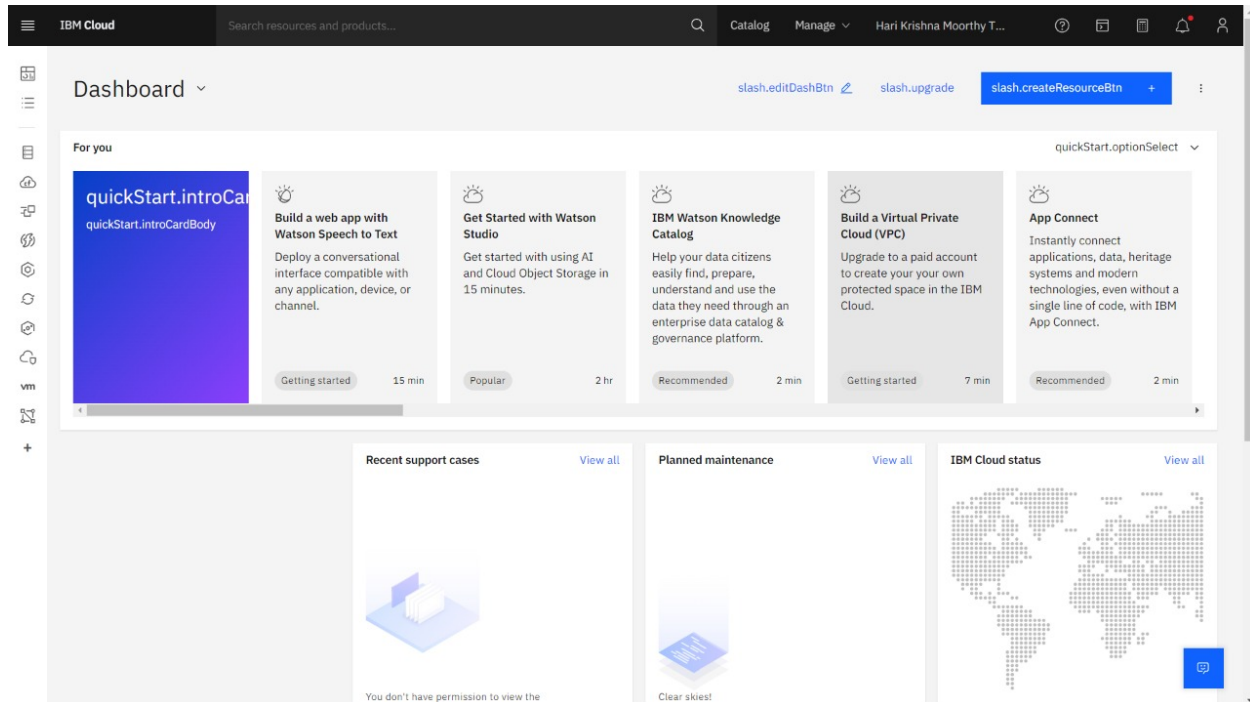 IBM Cloud
Search resources and products...
Catalog
Manage
Hari Krishna Moorthy T...
Dashboard
slash.editDashBtn
slash.upgrade
slash.createResourceBtn +
For you
quickStart.optionSelect
quickStart.introCar
quickStart.introCardBody
Build a web app with
Watson Speech to Text
Deploy a conversational
interface compatible with
any application, device, or
channel.
Getting started
15 min
Get Started with Watson
Studio
Get started with using AI
and Cloud Object Storage in
15 minutes.
Popular
2 hr
IBM Watson Knowledge
Catalog
Help your data citizens
easily find, prepare,
understand and use the
data they need through an
enterprise data catalog &
governance platform.
Recommended
2 min
Build a Virtual Private
Cloud (VPC)
Upgrade to a paid account
to create your your own
protected space in the IBM
Cloud.
Getting started
7 min
App Connect
Instantly connect
applications, data, heritage
systems and modern
technologies, even without a
single line of code, with IBM
App Connect.
Recommended
2 min
vm
Recent support cases
View all
You don't have permission to view the
Planned maintenance
View all
Clear skies!
IBM Cloud status
View all